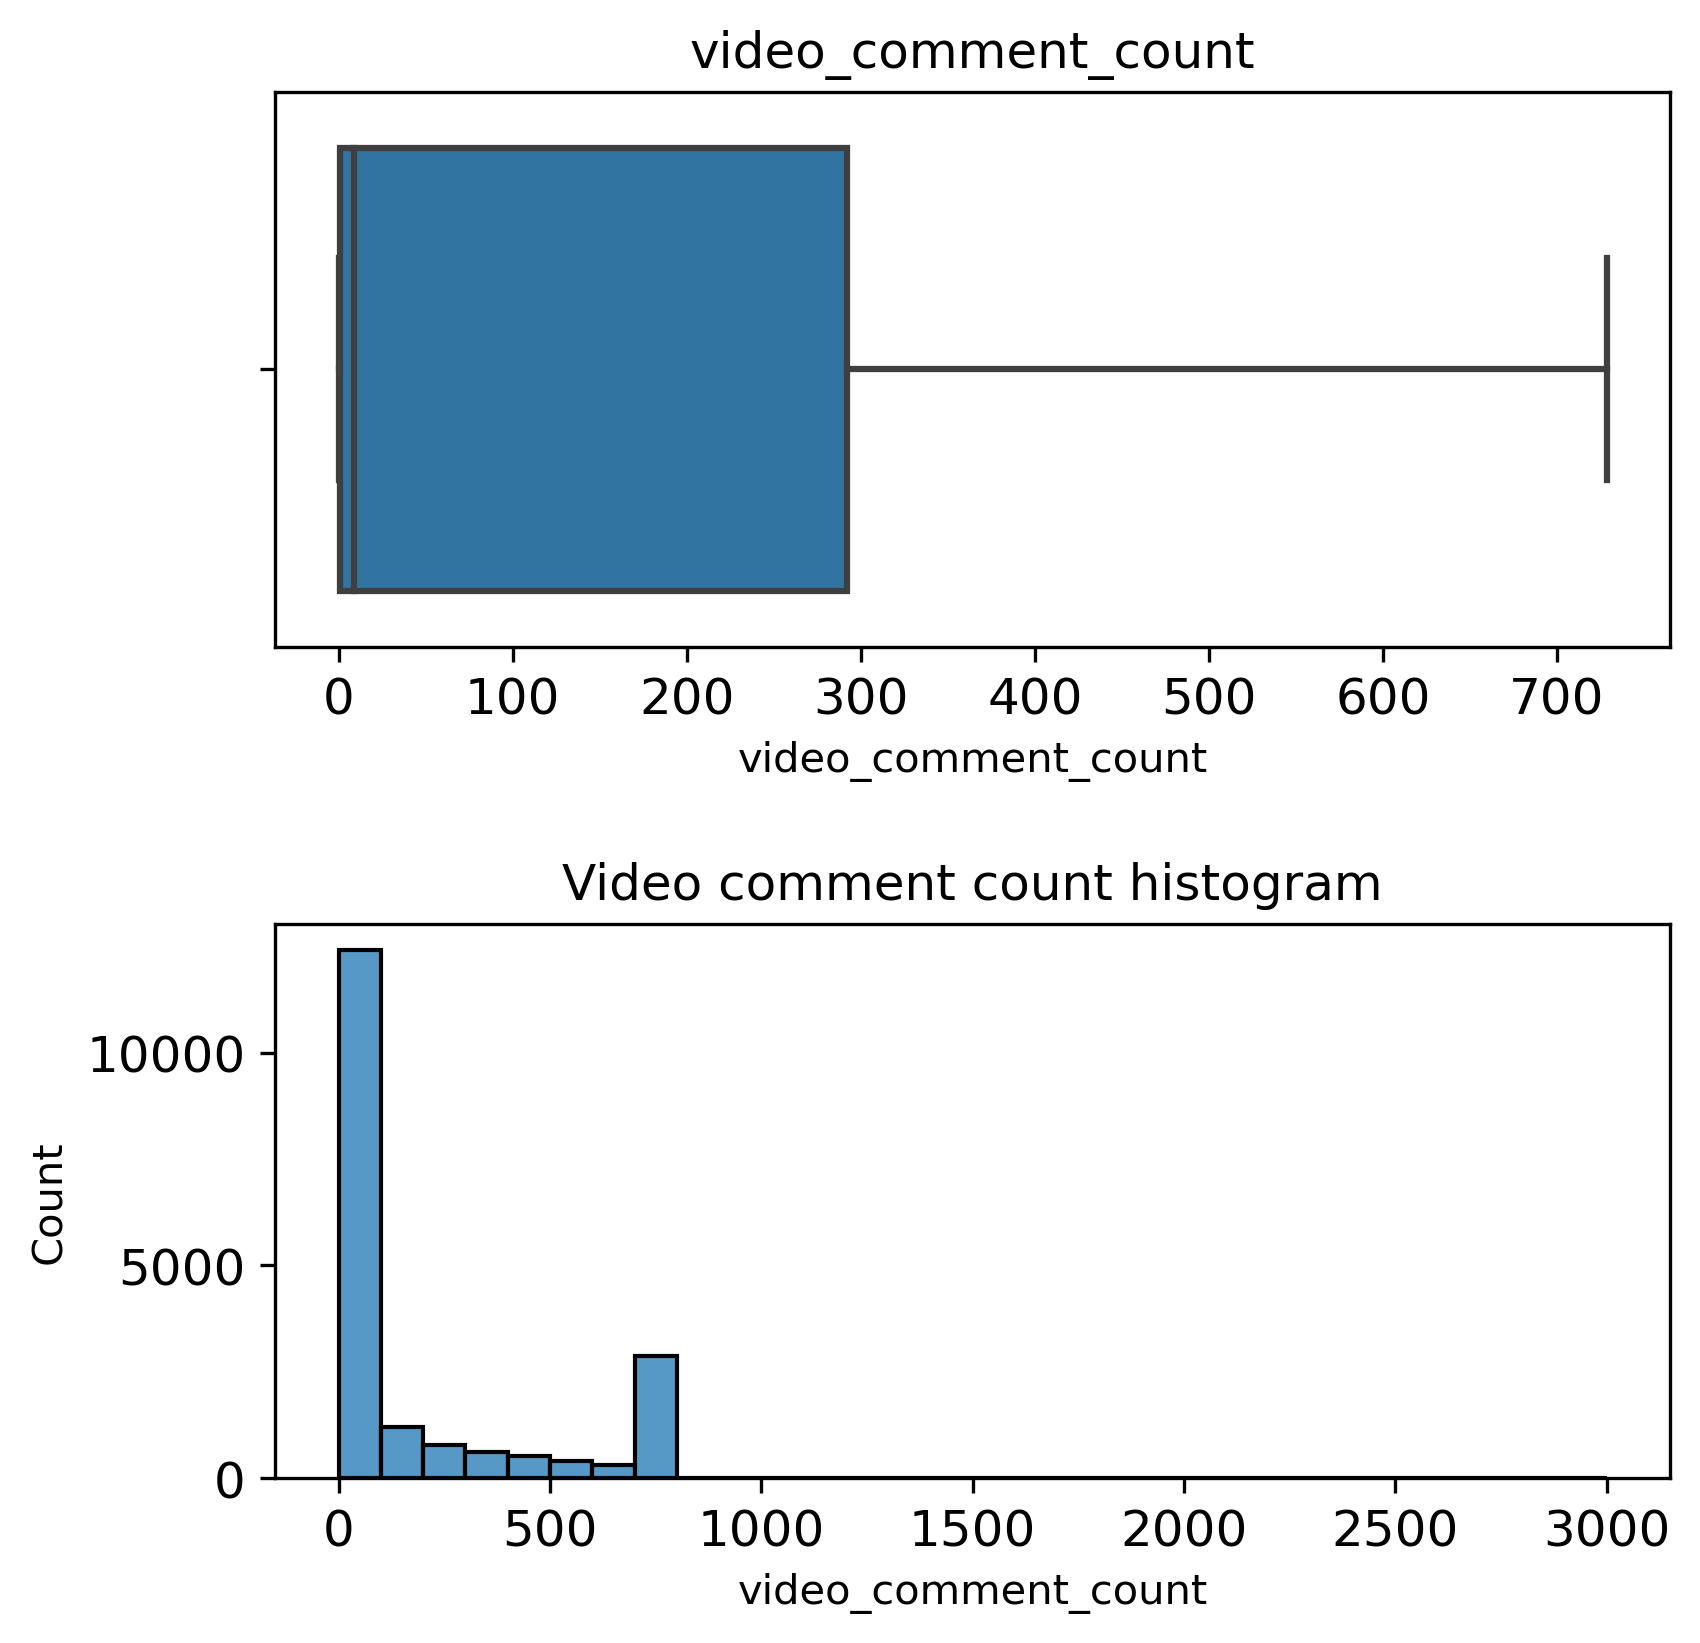 video_comment_count
0 100 200 300 400 500 600 700
video_comment_count
Video comment count histogram
10000
5000
0
Count
0 500 1000 1500 2000 2500 3000
video_comment_count